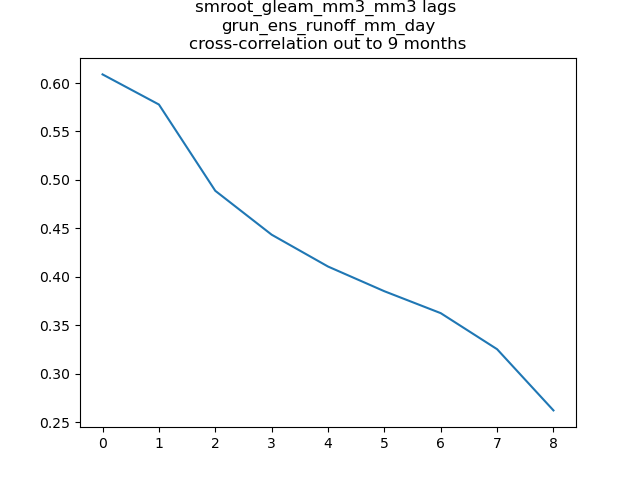 smroot_gleam_mm3_mm3 lags
grun_ens_runoff_mm_day
cross-correlation out to 9 months
0.60
0.55
0.50
0.45
0.40
0.35
0.30
0.25
0 1 2 3 4 5 6 7 8